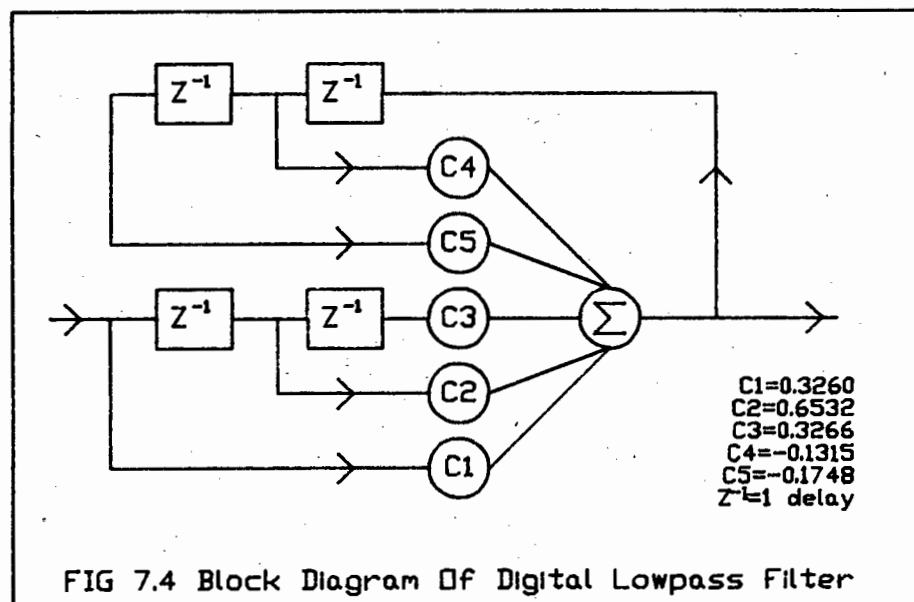 Z⁻¹ Z⁻¹
C4
C5
Z⁻¹ Z⁻¹ C3 Σ
C2
C1
C1=0.3260
C2=0.6532
C3=0.3266
C4=-0.1315
C5=-0.1748
Z⁻¹=1 delay
FIG 7.4 Block Diagram Of Digital Lowpass Filter